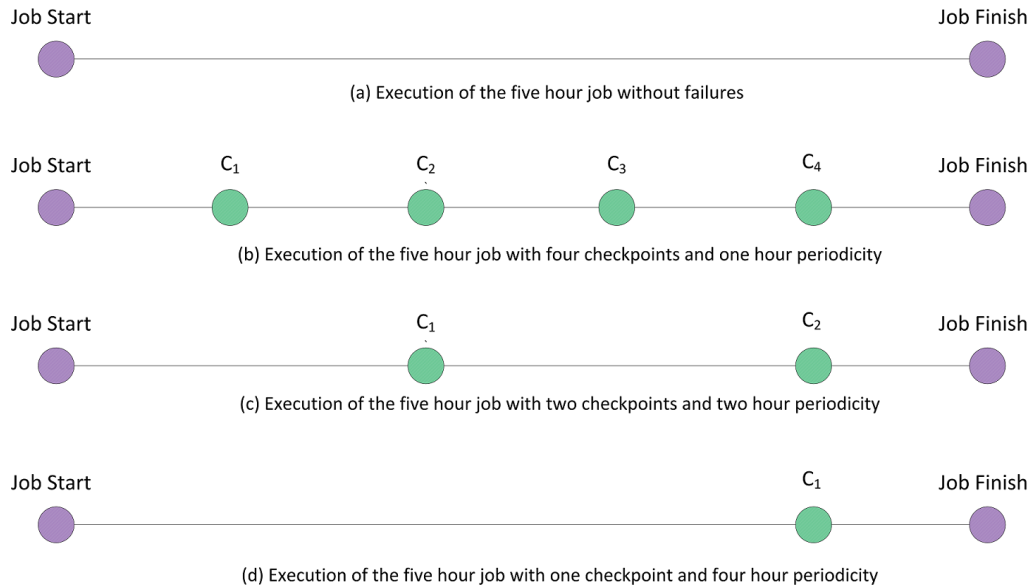 Job Start Job Finish
(a) Execution of the five hour job without failures
Job Start C₁ C₂ C₃ C₄ Job Finish
(b) Execution of the five hour job with four checkpoints and one hour periodicity
Job Start C₁ C₂ Job Finish
(c) Execution of the five hour job with two checkpoints and two hour periodicity
Job Start C₁ Job Finish
(d) Execution of the five hour job with one checkpoint and four hour periodicity